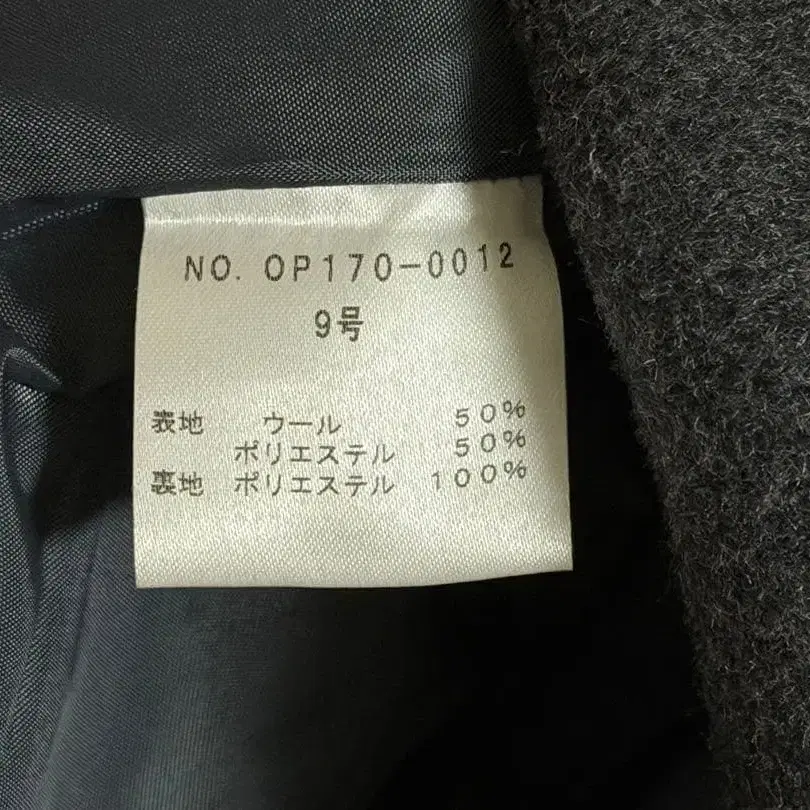 NO. OP170-0012
9号
表地 ウール 50%
ポリエステル 50%
裏地 ポリエステル 100%